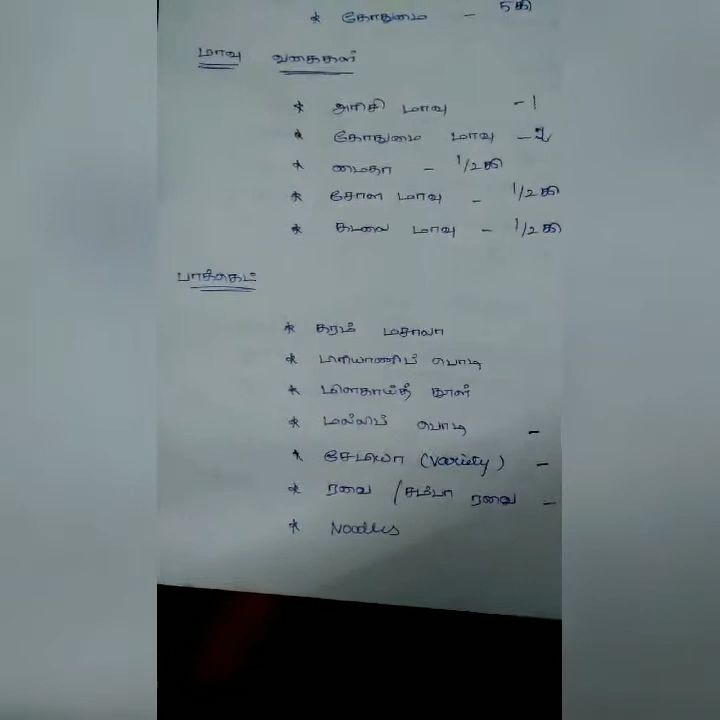 * கோதுமை - 5கி
மாவு வகைகள்
* அரிசி மாவு - 1
* கோதுமை மாவு - 2
* மைதா - 1/2கி
* சோள மாவு - 1/2கி
* கடலை மாவு - 1/2கி
பாக்கெட்
* கரம் மசாலா
* பிரியாணிப் பொடி
* மிளகாய்த் தூள்
* மல்லிப் பொடி -
* சேமியா (Variety) -
* ரவை / சம்பா ரவை -
* Noodles